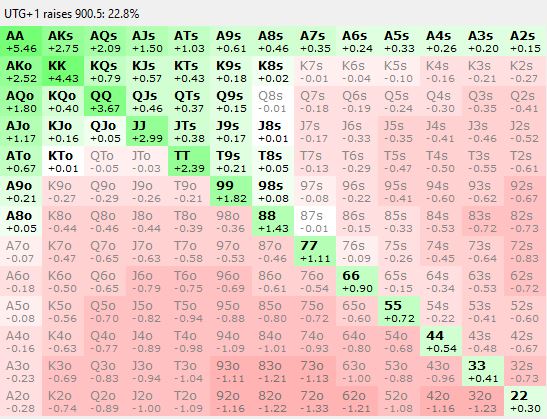 UTG+1 raises 900.5: 22.8%
AA AKs AQs AJs ATs A9s A8s A7s A6s A5s A4s A3s A2s
+5.46 +2.75 +2.09 +1.50 +1.03 +0.61 +0.46 +0.35 +0.24 +0.33 +0.26 +0.20 +0.15
AKo KK KQs KJs KTs K9s K8s K7s K6s K5s K4s K3s K2s
+2.52 +4.43 +0.79 +0.57 +0.43 +0.18 +0.02 -0.01 -0.04 -0.10 -0.16 -0.21 -0.27
AQo KQo QQ QJs QTs Q9s Q8s Q7s Q6s Q5s Q4s Q3s Q2s
+1.80 +0.40 +3.67 +0.46 +0.37 +0.15 -0.01 -0.18 -0.19 -0.24 -0.30 -0.35 -0.41
AJo KJo QJo JJ JTs J9s J8s J7s J6s J5s J4s J3s J2s
+1.17 +0.16 +0.05 +2.99 +0.38 +0.17 +0.01 -0.17 -0.33 -0.35 -0.41 -0.46 -0.52
ATo KTo QTo JTo TT T9s T8s T7s T6s T5s T4s T3s T2s
+0.67 +0.01 -0.05 -0.03 +2.39 +0.21 +0.05 -0.13 -0.29 -0.47 -0.50 -0.55 -0.61
A9o K9o Q9o J9o T9o 99 98s 97s 96s 95s 94s 93s 92s
+0.21 -0.27 -0.29 -0.26 -0.21 +1.82 +0.08 -0.08 -0.22 -0.41 -0.60 -0.62 -0.67
A8o K8o Q8o J8o T8o 98o 88 87s 86s 85s 84s 83s 82s
+0.05 -0.44 -0.46 -0.44 -0.39 -0.36 +1.43 -0.01 -0.15 -0.33 -0.53 -0.72 -0.73
A7o K7o Q7o J7o T7o 97o 87o 77 76s 75s 74s 73s 72s
-0.07 -0.47 -0.65 -0.63 -0.58 -0.53 -0.46 +1.11 -0.09 -0.26 -0.45 -0.64 -0.83
A6o K6o Q6o J6o T6o 96o 86o 76o 66 65s 64s 63s 62s
-0.18 -0.50 -0.65 -0.79 -0.75 -0.69 -0.61 -0.54 +0.90 -0.15 -0.34 -0.53 -0.72
A5o K5o Q5o J5o T5o 95o 85o 75o 65o 55 54s 53s 52s
-0.08 -0.56 -0.70 -0.82 -0.94 -0.88 -0.80 -0.72 -0.60 +0.72 -0.22 -0.41 -0.60
A4o K4o Q4o J4o T4o 94o 84o 74o 64o 54o 44 43s 42s
-0.16 -0.63 -0.77 -0.89 -0.98 -1.09 -1.01 -0.93 -0.80 -0.68 +0.54 -0.48 -0.67
A3o K3o Q3o J3o T3o 93o 83o 73o 63o 53o 43o 33 32s
-0.23 -0.69 -0.83 -0.94 -1.04 -1.11 -1.21 -1.13 -1.00 -0.88 -0.96 +0.41 -0.73
A2o K2o Q2o J2o T2o 92o 82o 72o 62o 52o 42o 32o 22
-0.28 -0.74 -0.89 -1.00 -1.09 -1.16 -1.22 -1.33 -1.21 -1.08 -1.16 -1.23 +0.30